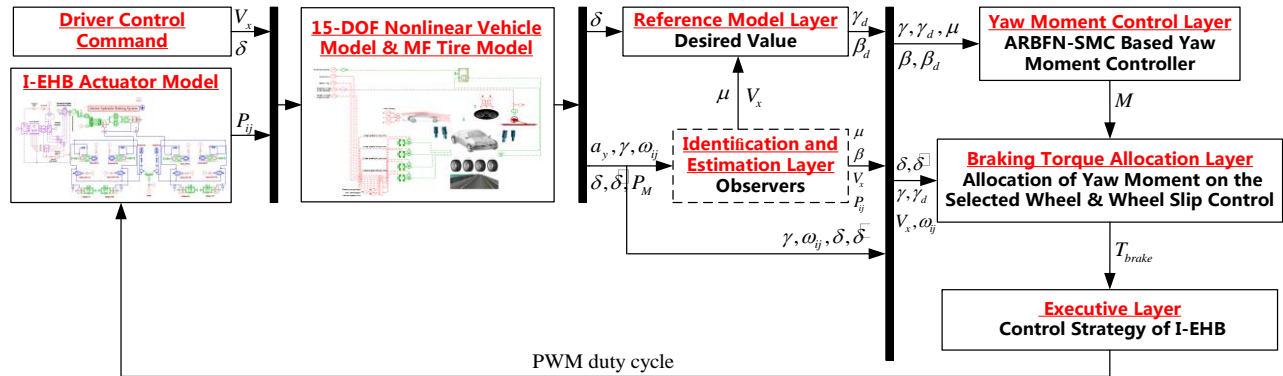 Driver Control
Command
V_x
δ
I-EHB Actuator Model
P_ij
15-DOF Nonlinear Vehicle
Model & MF Tire Model
δ
Reference Model Layer
Desired Value
γ_d
β_d
μ
V_x
a_y, γ, ω_ij
δ, δ, P_M
Identification and
Estimation Layer
Observers
μ
β
V_x
P_ij
γ, ω_ij, δ, δ
γ, γ_d, μ
β, β_d
Yaw Moment Control Layer
ARBFN-SMC Based Yaw
Moment Controller
M
δ, δ
γ, γ_d
V_x, ω_ij
Braking Torque Allocation Layer
Allocation of Yaw Moment on the
Selected Wheel & Wheel Slip Control
T_brake
Executive Layer
Control Strategy of I-EHB
PWM duty cycle